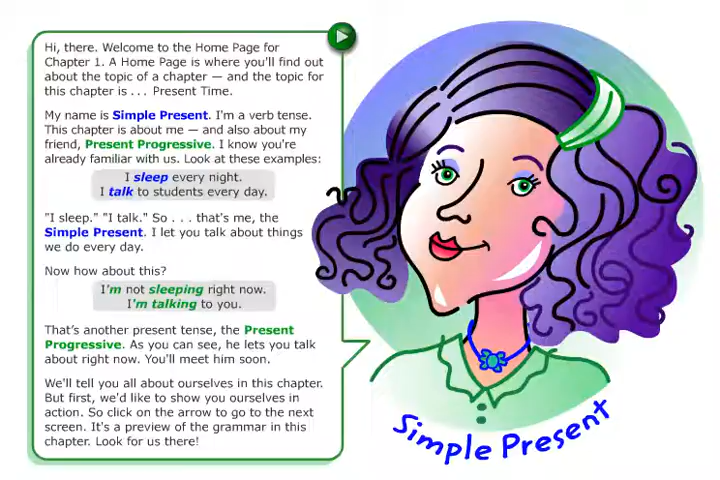 Hi, there. Welcome to the Home Page for
Chapter 1. A Home Page is where you'll find out
about the topic of a chapter — and the topic for
this chapter is . . . Present Time.
My name is Simple Present. I'm a verb tense.
This chapter is about me — and also about my
friend, Present Progressive. I know you're
already familiar with us. Look at these examples:
I sleep every night.
I talk to students every day.
"I sleep." "I talk." So . . . that's me, the
Simple Present. I let you talk about things
we do every day.
Now how about this?
I'm not sleeping right now.
I'm talking to you.
That's another present tense, the Present
Progressive. As you can see, he lets you talk
about right now. You'll meet him soon.
We'll tell you all about ourselves in this chapter.
But first, we'd like to show you ourselves in
action. So click on the arrow to go to the next
screen. It's a preview of the grammar in this
chapter. Look for us there!
Simple Present